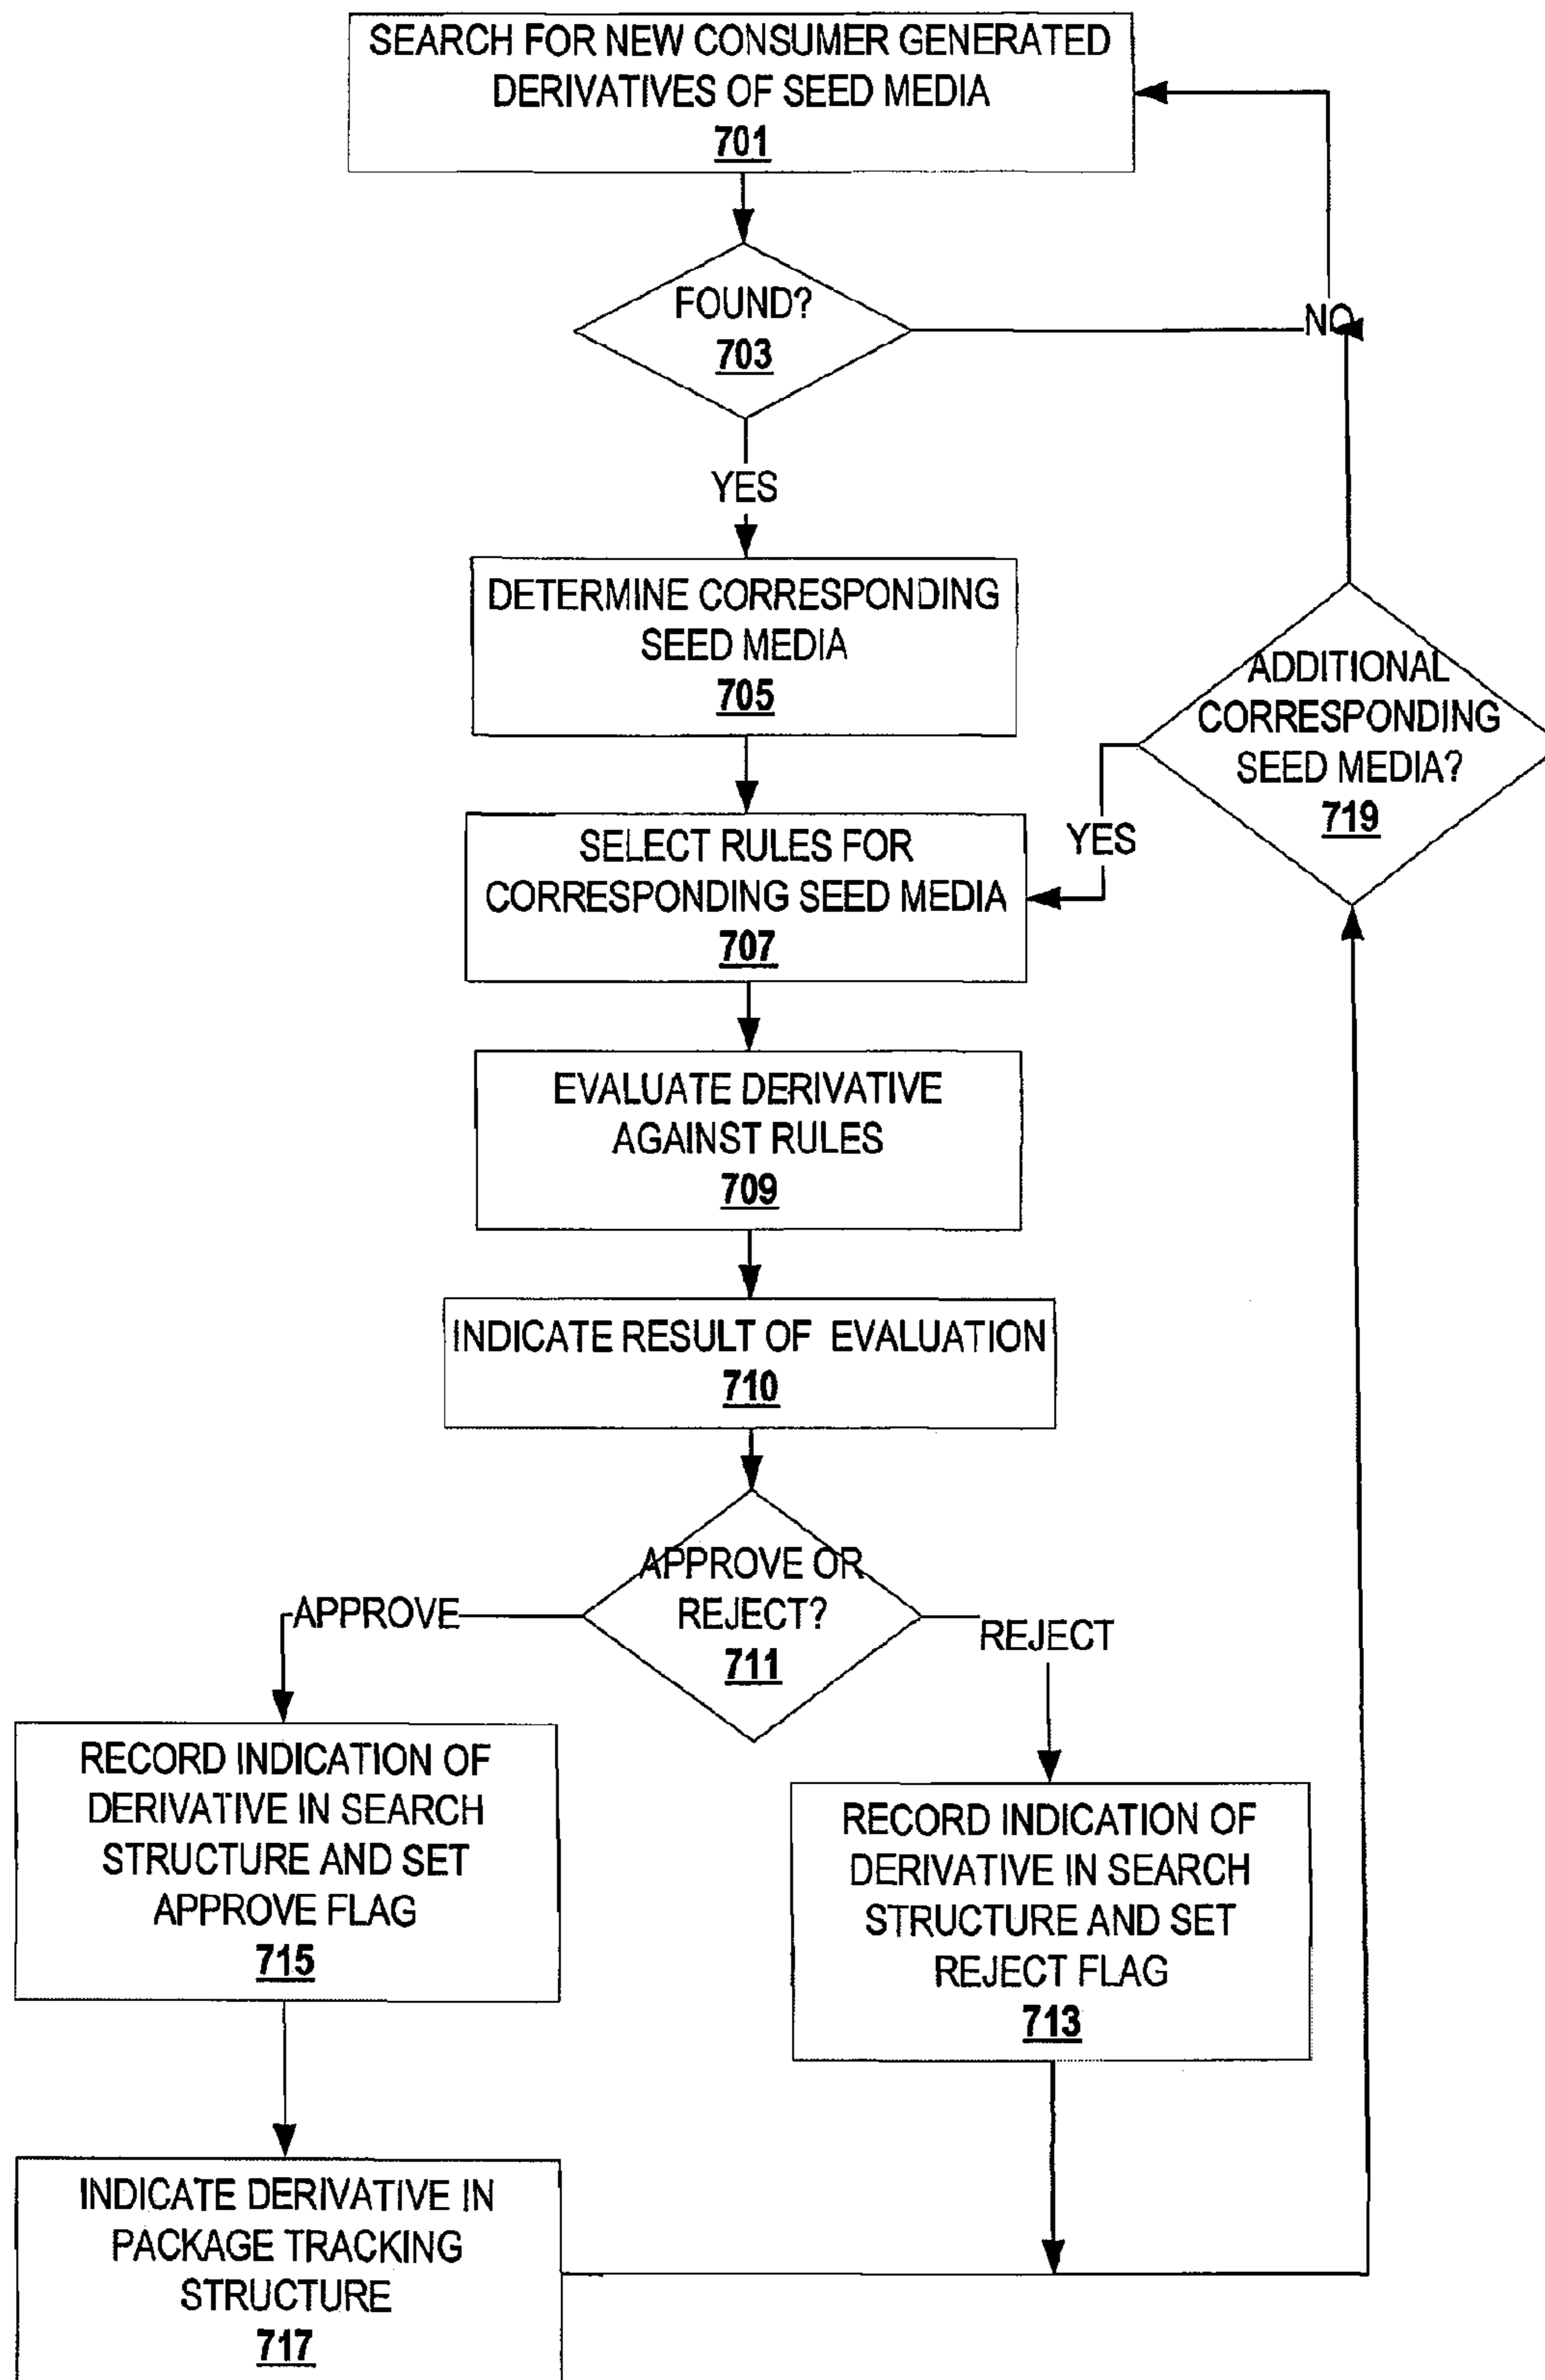 SEARCH FOR NEW CONSUMER GENERATED
DERIVATIVES OF SEED MEDIA
701
FOUND?
703
NO
YES
DETERMINE CORRESPONDING
SEED MEDIA
705
ADDITIONAL
CORRESPONDING
SEED MEDIA?
719
YES
SELECT RULES FOR
CORRESPONDING SEED MEDIA
707
EVALUATE DERIVATIVE
AGAINST RULES
709
INDICATE RESULT OF EVALUATION
710
APPROVE OR
REJECT?
711
APPROVE
REJECT
RECORD INDICATION OF
DERIVATIVE IN SEARCH
STRUCTURE AND SET
APPROVE FLAG
715
RECORD INDICATION OF
DERIVATIVE IN SEARCH
STRUCTURE AND SET
REJECT FLAG
713
INDICATE DERIVATIVE IN
PACKAGE TRACKING
STRUCTURE
717